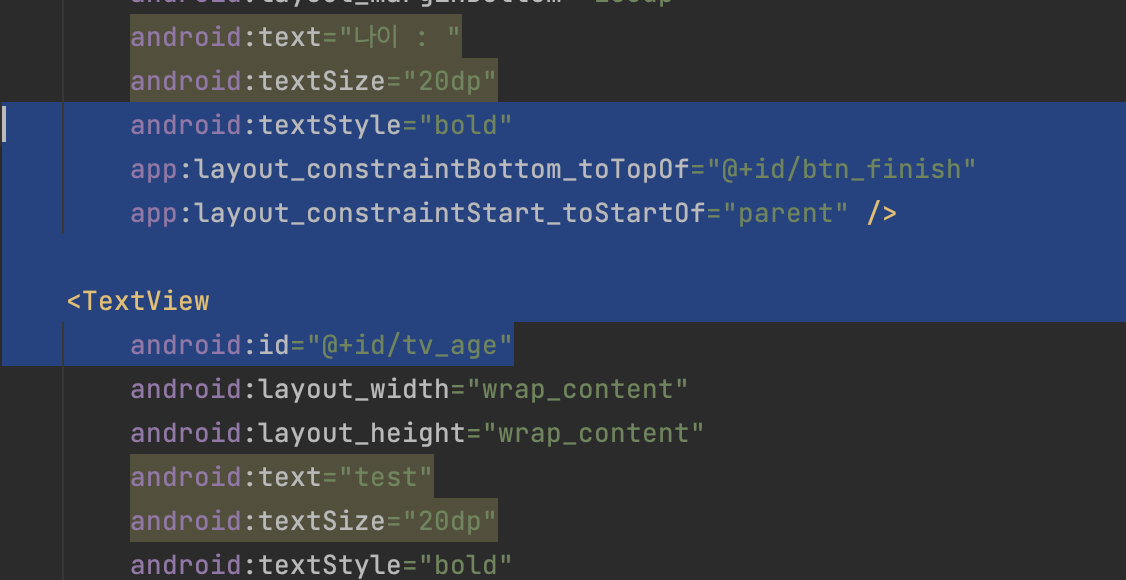 android:text="나이 : "
android:textSize="20dp"
android:textStyle="bold"
app:layout_constraintBottom_toTopOf="@+id/btn_finish"
app:layout_constraintStart_toStartOf="parent" />
<TextView
android:id="@+id/tv_age"
android:layout_width="wrap_content"
android:layout_height="wrap_content"
android:text="test"
android:textSize="20dp"
android:textStyle="bold"